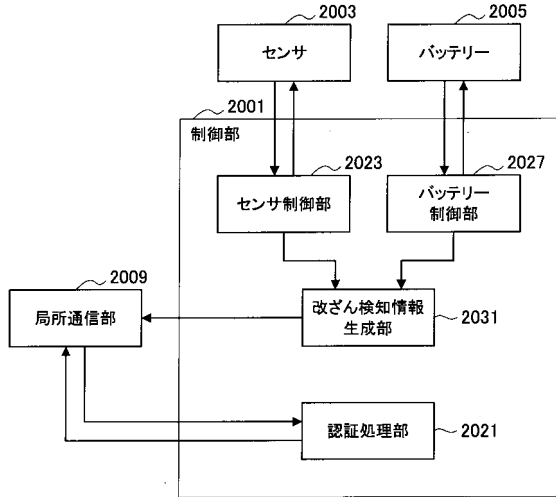 2003
2005
センサ
バッテリー
2001
制御部
2023
2027
センサ制御部
バッテリー
制御部
2009
局所通信部
改ざん検知情報
生成部
2031
認証処理部
2021